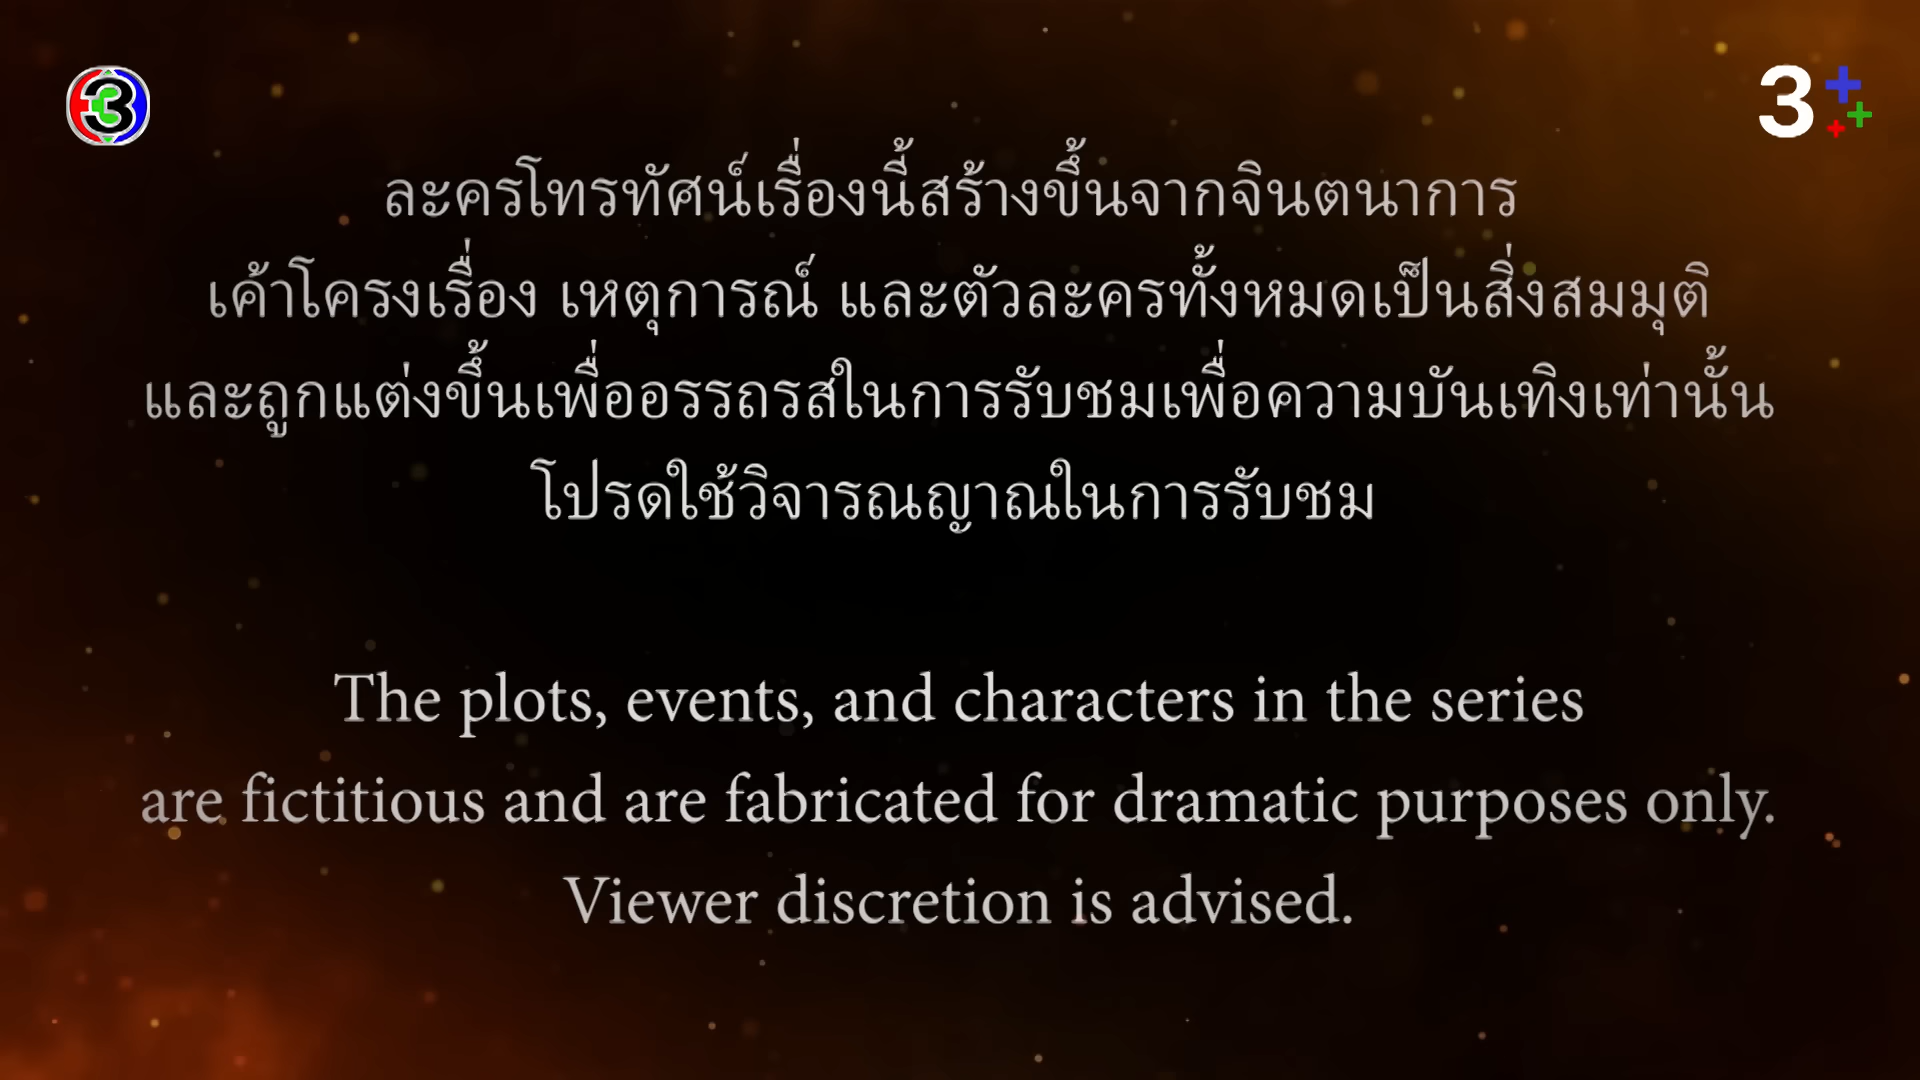 3
3
ละครโทรทัศน์เรื่องนี้สร้างขึ้นจากจินตนาการ
เค้าโครงเรื่อง เหตุการณ์ และตัวละครทั้งหมดเป็นสิ่งสมมุติ
และถูกแต่งขึ้นเพื่ออรรถรสในการรับชมเพื่อความบันเทิงเท่านั้น
โปรดใช้วิจารณญาณในการรับชม
The plots, events, and characters in the series
are fictitious and are fabricated for dramatic purposes only.
Viewer discretion is advised.